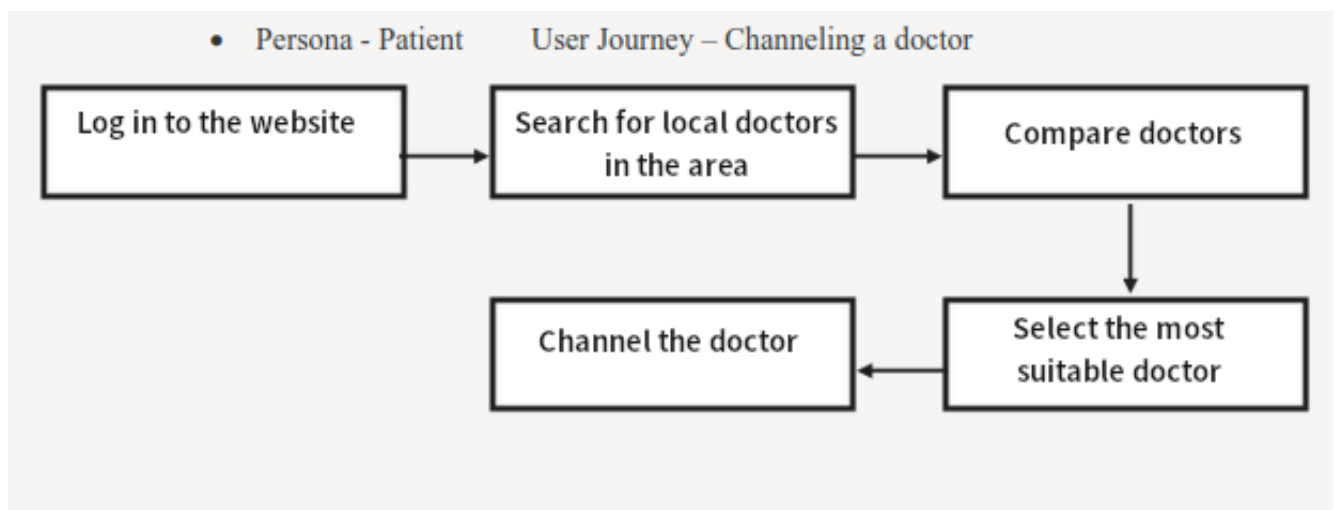 • Persona - Patient User Journey – Channeling a doctor
Log in to the website
Search for local doctors
in the area
Compare doctors
Select the most
suitable doctor
Channel the doctor